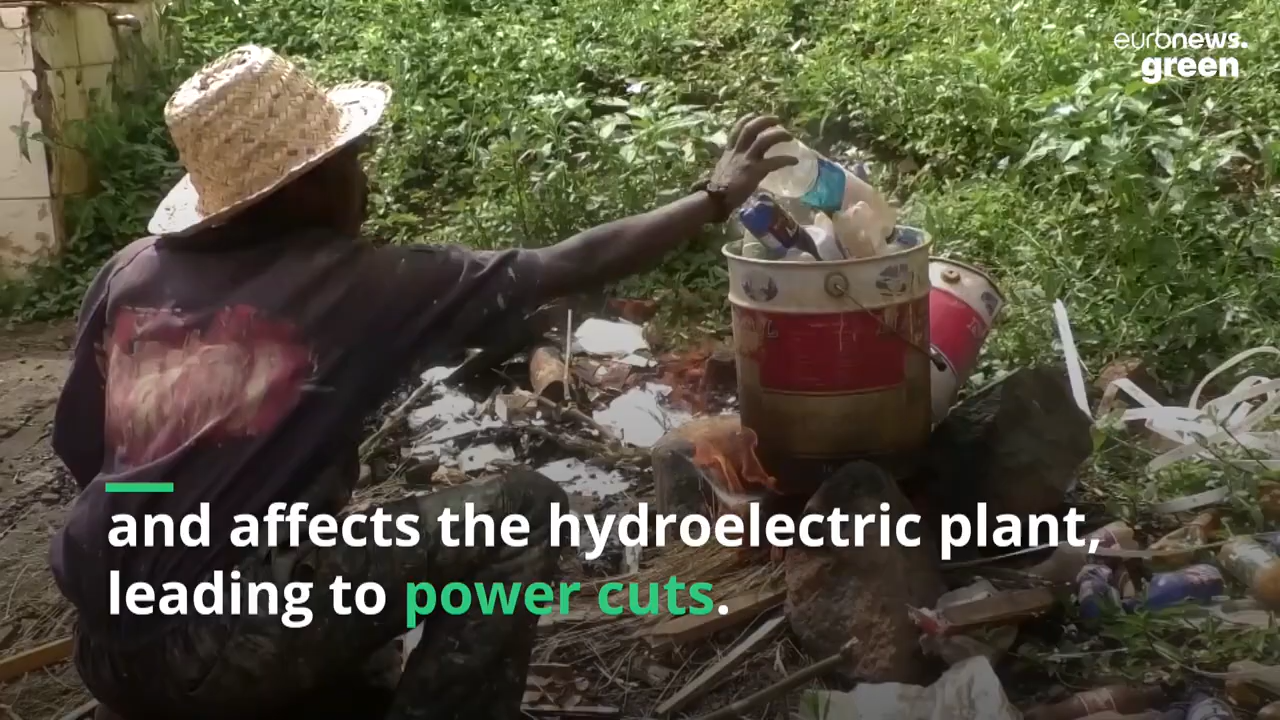 euronews.
green
and affects the hydroelectric plant,
leading to power cuts.